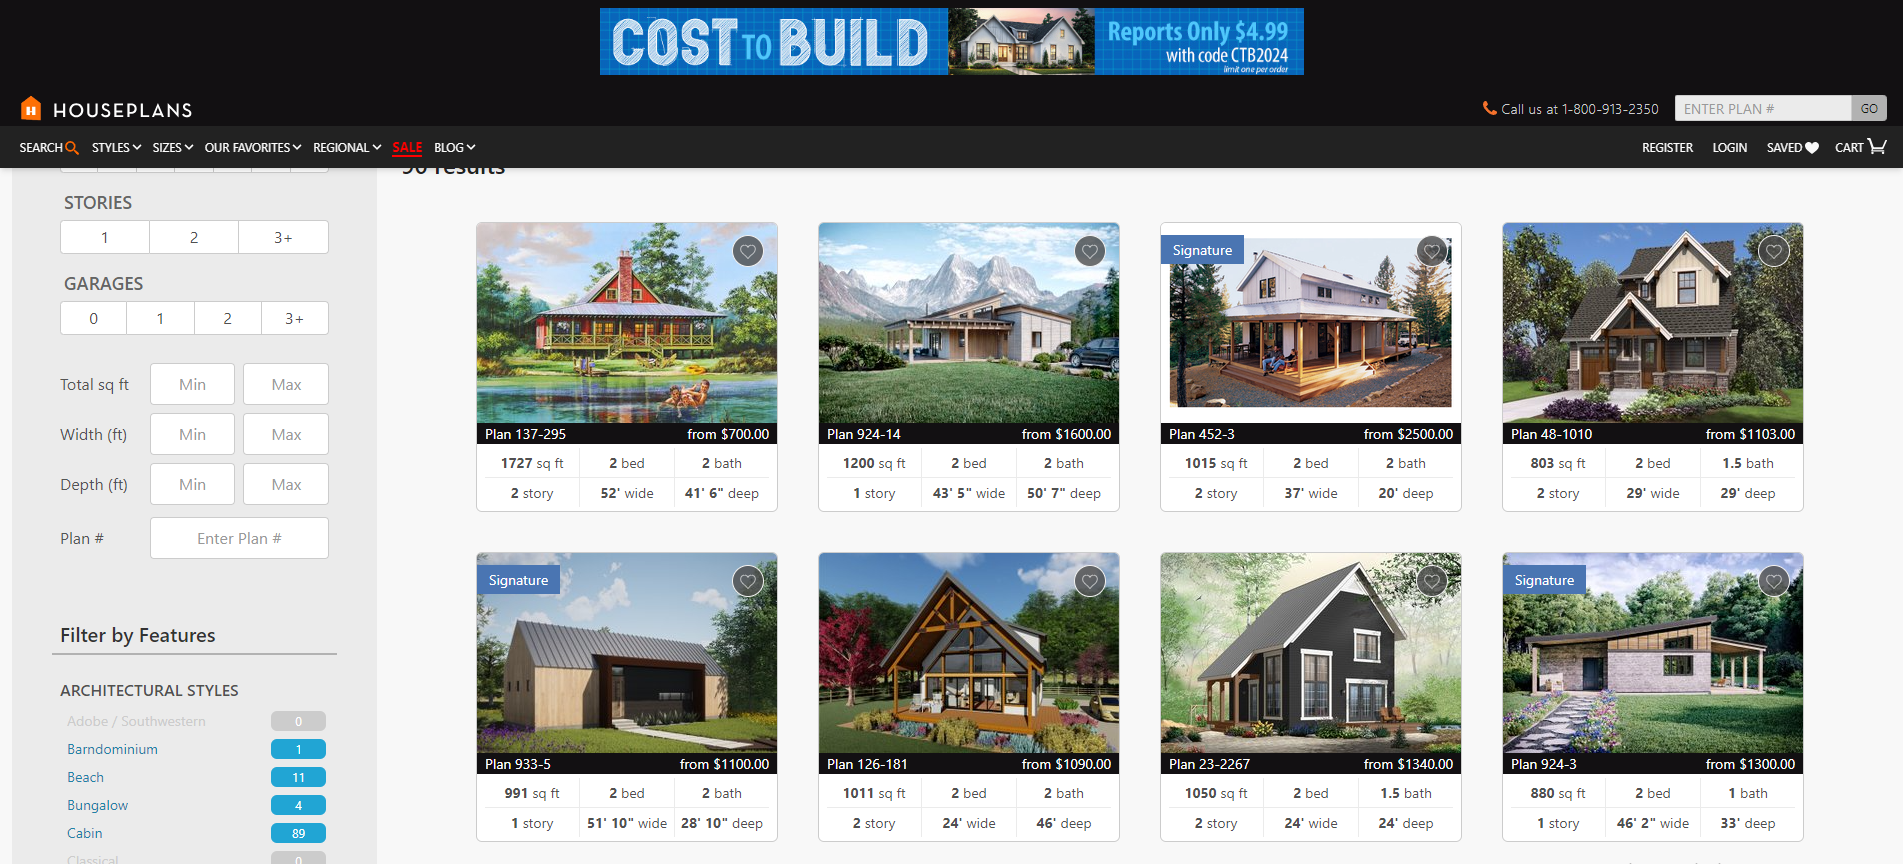 COST TO BUILD
Reports Only $4.99
with code CTB2024
limit one per order
HOUSEPLANS
Call us at 1-800-913-2350
ENTER PLAN #
GO
SEARCH
STYLES
SIZES
OUR FAVORITES
REGIONAL
SALE
BLOG
REGISTER
LOGIN
SAVED
CART
results
STORIES
1
2
3+
GARAGES
0
1
2
3+
Total sq ft
Min
Max
Width (ft)
Min
Max
Depth (ft)
Min
Max
Plan #
Enter Plan #
Filter by Features
ARCHITECTURAL STYLES
Adobe / Southwestern
0
Barndominium
1
Beach
11
Bungalow
4
Cabin
89
Classical
0
Plan 137-295
from $700.00
1727 sq ft
2 bed
2 bath
2 story
52' wide
41' 6" deep
Plan 924-14
from $1600.00
1200 sq ft
2 bed
2 bath
1 story
43' 5" wide
50' 7" deep
Signature
Plan 452-3
from $2500.00
1015 sq ft
2 bed
2 bath
2 story
37' wide
20' deep
Plan 48-1010
from $1103.00
803 sq ft
2 bed
1.5 bath
2 story
29' wide
29' deep
Signature
Plan 933-5
from $1100.00
991 sq ft
2 bed
2 bath
1 story
51' 10" wide
28' 10" deep
Plan 126-181
from $1090.00
1011 sq ft
2 bed
2 bath
2 story
24' wide
46' deep
Plan 23-2267
from $1340.00
1050 sq ft
2 bed
1.5 bath
2 story
24' wide
24' deep
Signature
Plan 924-3
from $1300.00
880 sq ft
2 bed
1 bath
1 story
46' 2" wide
33' deep